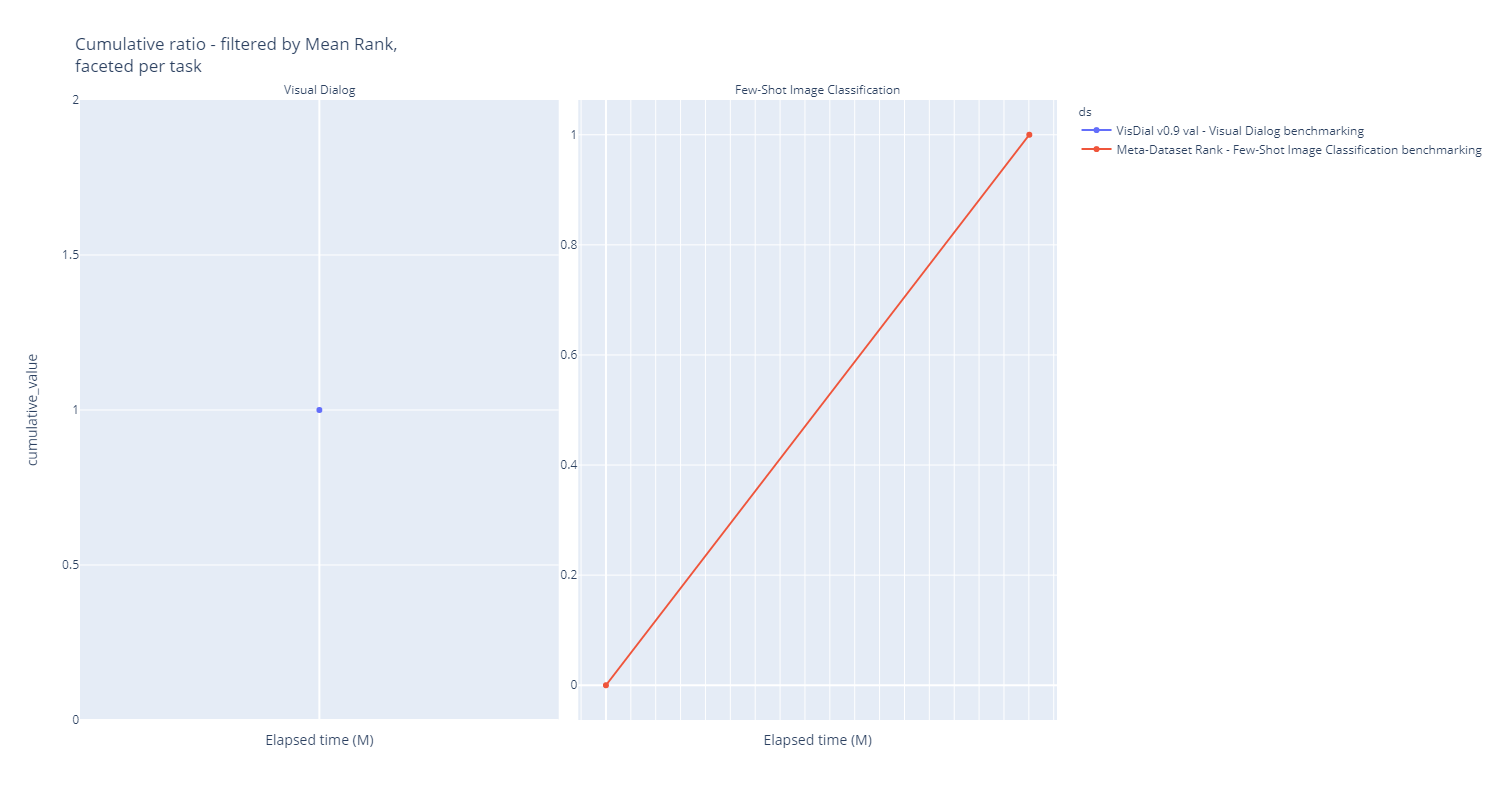 Cumulative ratio - filtered by Mean Rank,
faceted per task
Visual Dialog
Few-Shot Image Classification
ds
VisDial v0.9 val - Visual Dialog benchmarking
Meta-Dataset Rank - Few-Shot Image Classification benchmarking
cumulative_value
2
1.5
1
0.5
0
1
0.8
0.6
0.4
0.2
0
Elapsed time (M)
Elapsed time (M)